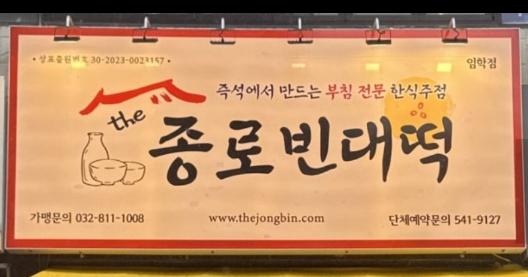 • 상표출원번호 30-2023-0023157 •
임학점
즉석에서 만드는 부침 전문 한식주점
the
종로빈대떡
가맹문의 032-811-1008
www.thejongbin.com
단체예약문의 541-9127